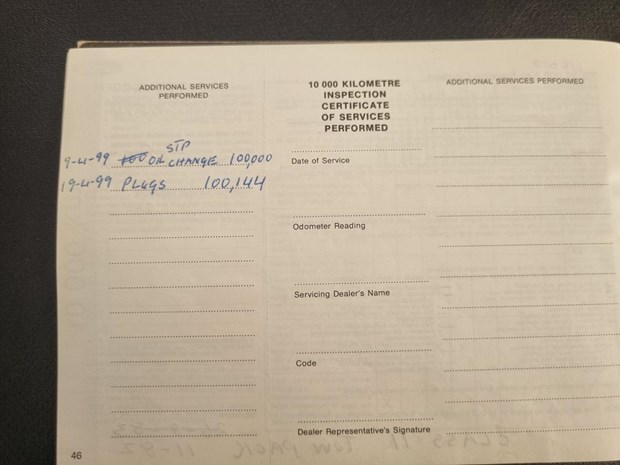 ADDITIONAL SERVICES
PERFORMED
STP
9-4-99 OIL CHANGE 100,000
19-4-99 PLUGS 100,144
10 000 KILOMETRE
INSPECTION
CERTIFICATE
OF SERVICES
PERFORMED
Date of Service
Odometer Reading
Servicing Dealer's Name
Code
Dealer Representative's Signature
ADDITIONAL SERVICES PERFORMED
46